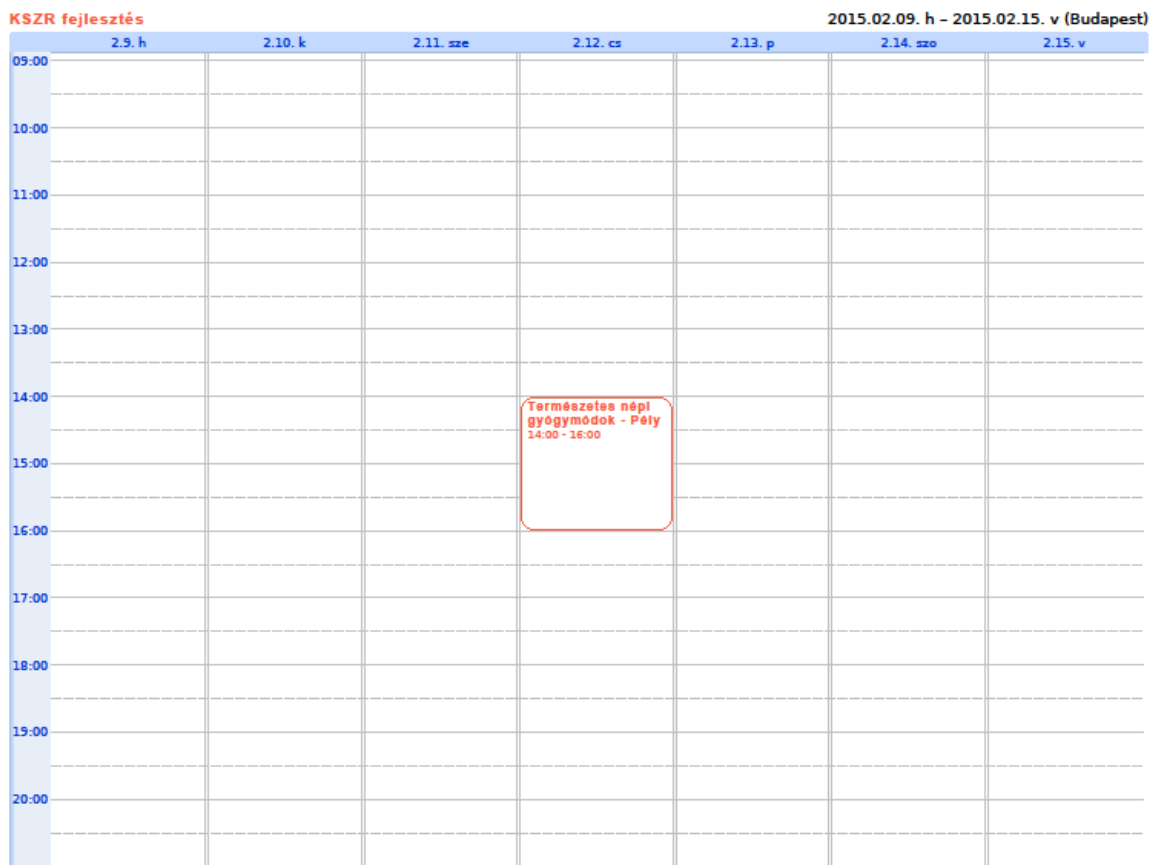 KSZR fejlesztés
2015.02.09. h – 2015.02.15. v (Budapest)
2.9. h 2.10. k 2.11. sze 2.12. cs 2.13. p 2.14. szo 2.15. v
09:00
10:00
11:00
12:00
13:00
14:00
Természetes népi
gyógymódok - Pély
14:00 - 16:00
15:00
16:00
17:00
18:00
19:00
20:00